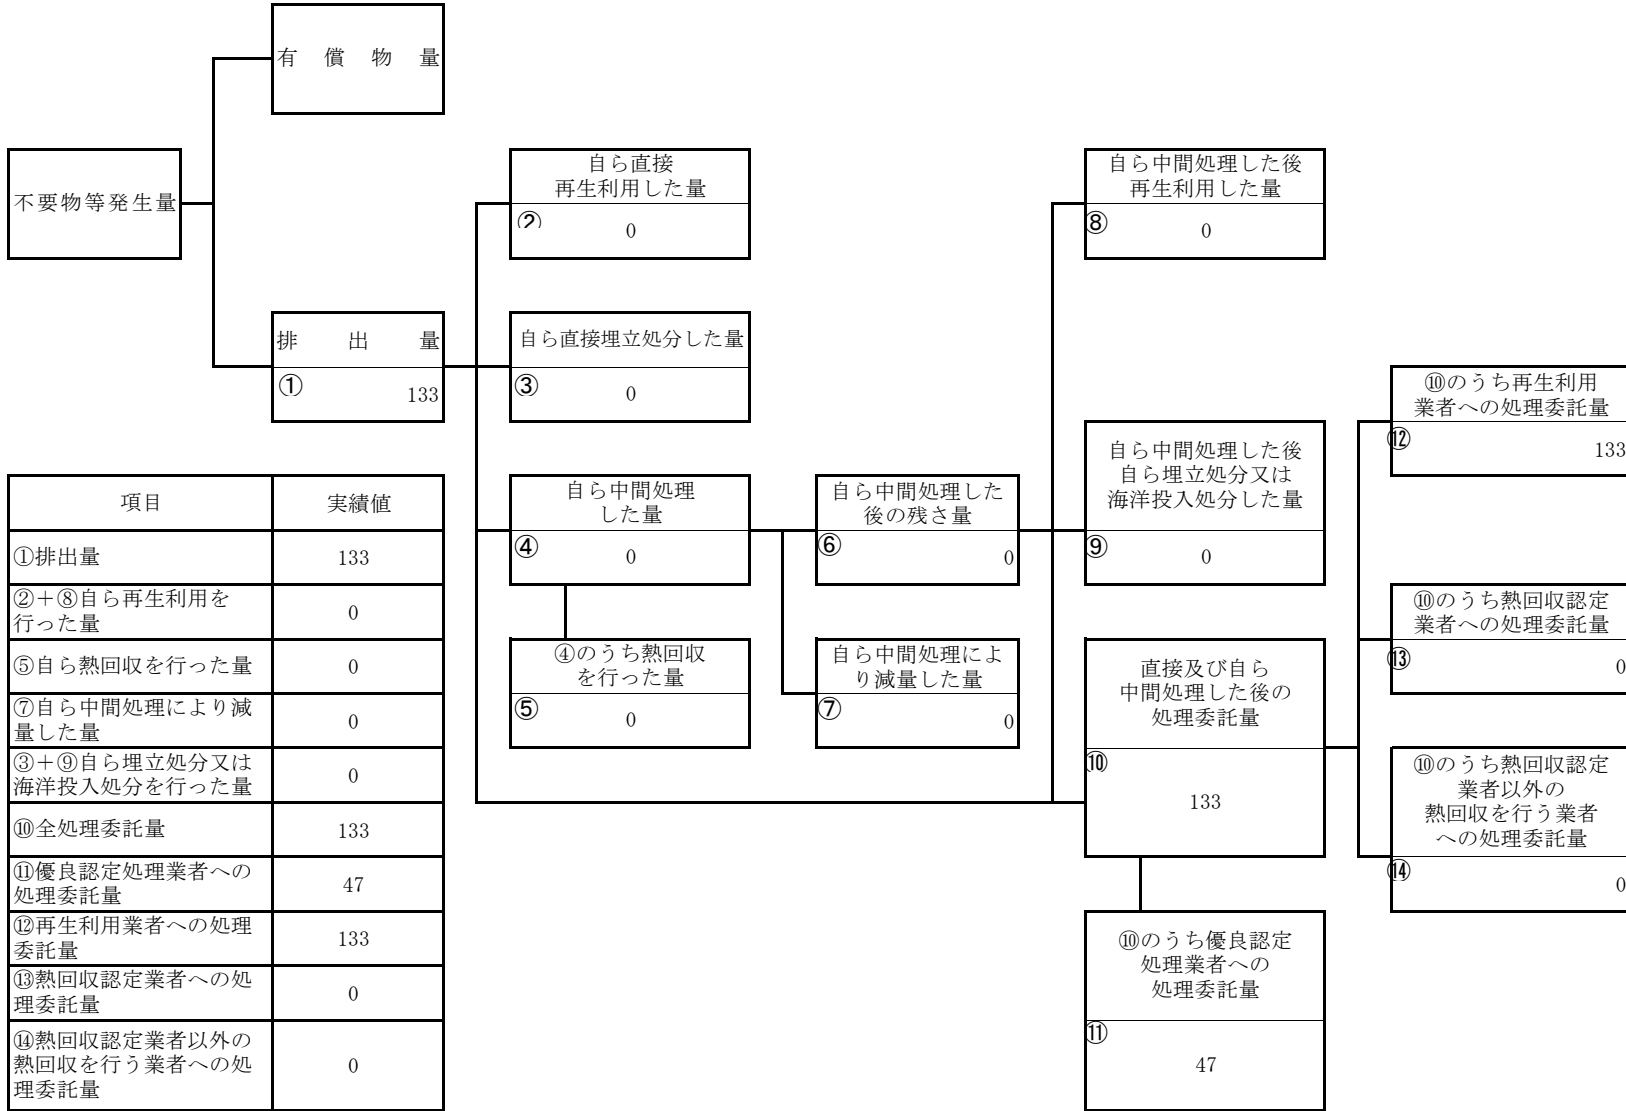 有償物量
不要物等発生量
排出量
① 133
自ら直接
再生利用した量
② 0
自ら直接埋立処分した量
③ 0
自ら中間処理
した量
④ 0
④のうち熱回収
を行った量
⑤ 0
自ら中間処理した
後の残さ量
⑥ 0
自ら中間処理によ
り減量した量
⑦ 0
自ら中間処理した後
再生利用した量
⑧ 0
自ら中間処理した後
自ら埋立処分又は
海洋投入処分した量
⑨ 0
直接及び自ら
中間処理した後の
処理委託量
⑩
133
⑩のうち優良認定
処理業者への
処理委託量
⑪
47
⑩のうち再生利用
業者への処理委託量
⑫ 133
⑩のうち熱回収認定
業者への処理委託量
⑬ 0
⑩のうち熱回収認定
業者以外の
熱回収を行う業者
への処理委託量
⑭ 0
項目 実績値
①排出量 133
②+⑧自ら再生利用を
行った量 0
⑤自ら熱回収を行った量 0
⑦自ら中間処理により減
量した量 0
③+⑨自ら埋立処分又は
海洋投入処分を行った量 0
⑩全処理委託量 133
⑪優良認定処理業者への
処理委託量 47
⑫再生利用業者への処理
委託量 133
⑬熱回収認定業者への処
理委託量 0
⑭熱回収認定業者以外の
熱回収を行う業者への処
理委託量 0